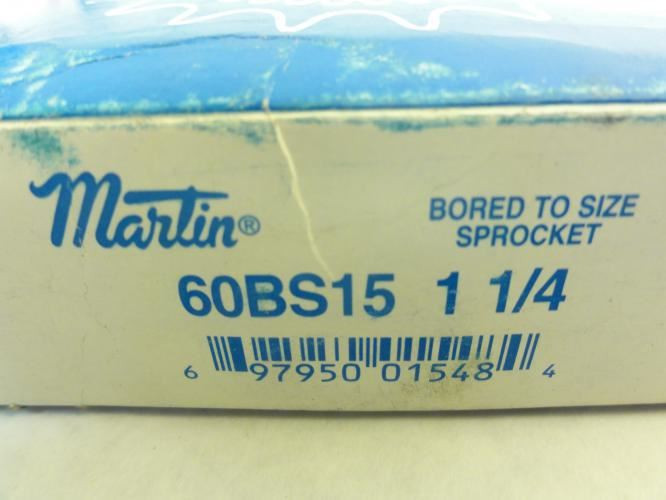 Martin®
BORED TO SIZE
SPROCKET
60BS15 1 1/4
6 97950 01548 4